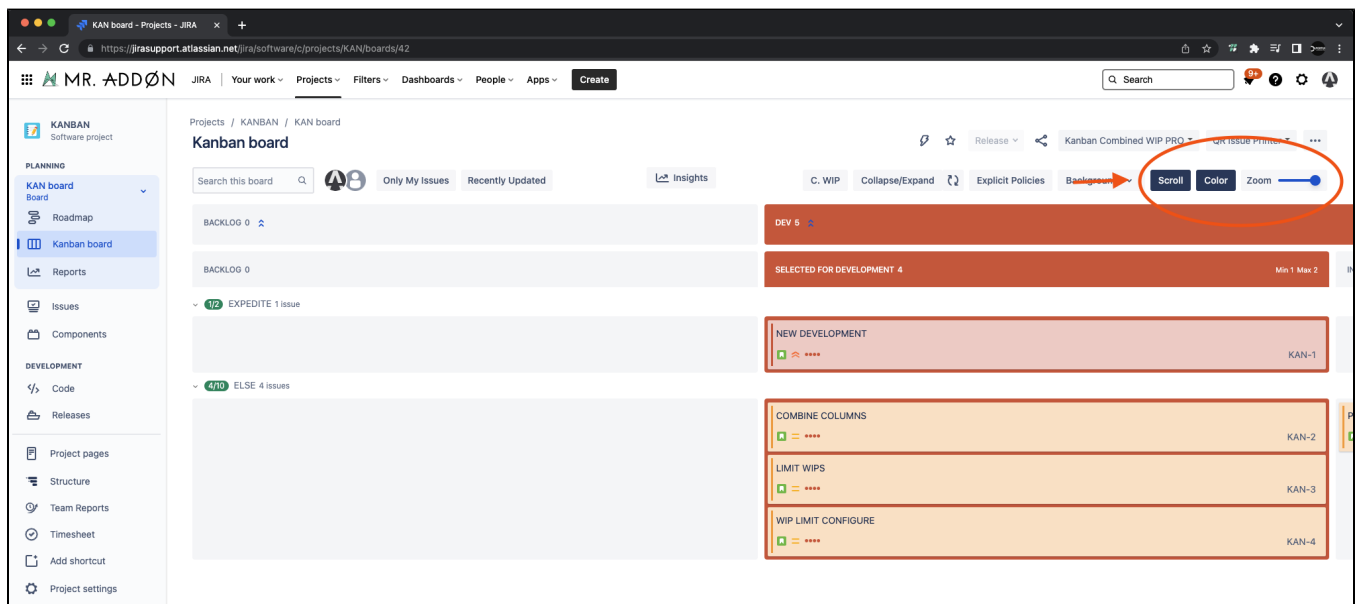 KAN board - Projects - JIRA
https://jirasupport.atlassian.net/jira/software/c/projects/KAN/boards/42
MR. ADDØN JIRA Your work Projects Filters Dashboards People Apps Create Search 9+
KANBAN
Software project
PLANNING
KAN board
Board
Roadmap
Kanban board
Reports
Issues
Components
DEVELOPMENT
Code
Releases
Project pages
Structure
Team Reports
Timesheet
Add shortcut
Project settings
Projects / KANBAN / KAN board
Kanban board
Release Kanban Combined WIP PRO QR Issue Printer
Search this board Only My Issues Recently Updated Insights C. WIP Collapse/Expand Explicit Policies Background Scroll Color Zoom
BACKLOG 0 DEV 5
BACKLOG 0 SELECTED FOR DEVELOPMENT 4 Min 1 Max 2
1/2 EXPEDITE 1 issue
NEW DEVELOPMENT
KAN-1
4/10 ELSE 4 issues
COMBINE COLUMNS
KAN-2
LIMIT WIPS
KAN-3
WIP LIMIT CONFIGURE
KAN-4